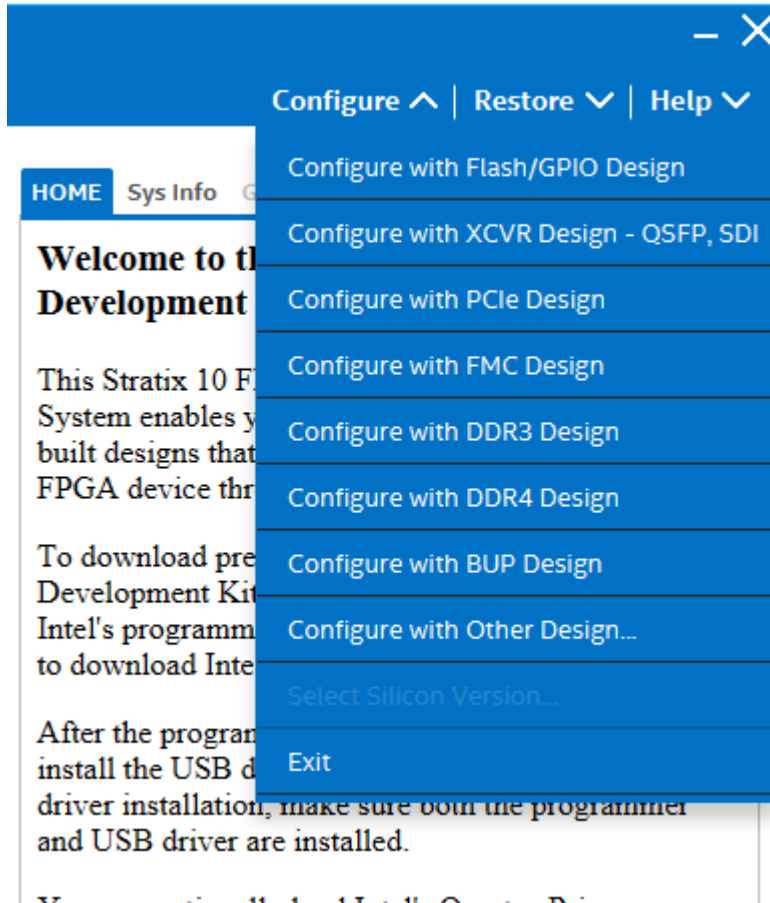 Configure | Restore | Help
Configure with Flash/GPIO Design
HOME Sys Info G
Configure with XCVR Design - QSFP, SDI
Welcome to th
Development
Configure with PCIe Design
Configure with FMC Design
This Stratix 10 F
System enables y
built designs that
FPGA device thr
Configure with DDR3 Design
Configure with DDR4 Design
To download pre
Development Kit
Intel's programm
to download Inte
Configure with BUP Design
Configure with Other Design...
Select Silicon Version...
After the program
install the USB d
Exit
driver installation, make sure both the programmer
and USB driver are installed.